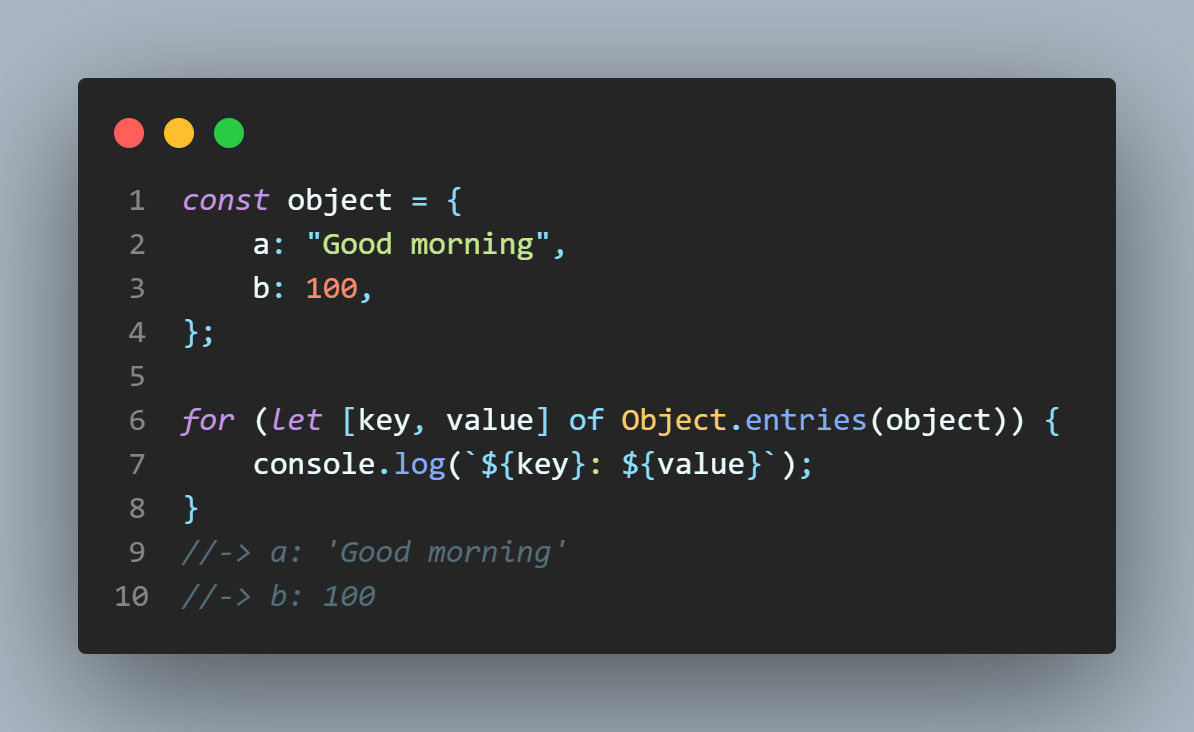 1 const object = {
2     a: "Good morning",
3     b: 100,
4 };
5
6 for (let [key, value] of Object.entries(object)) {
7     console.log(`${key}: ${value}`);
8 }
9 //-> a: 'Good morning'
10 //-> b: 100